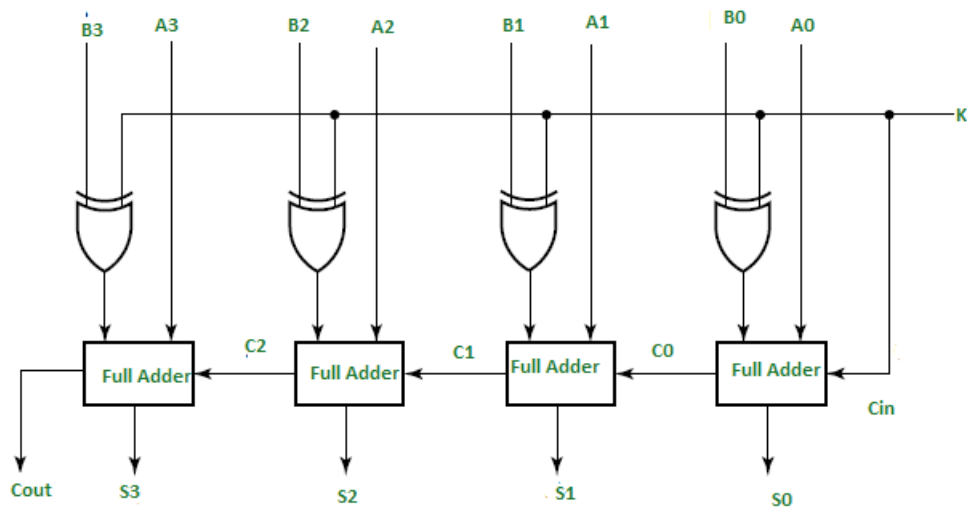 B3 A3 B2 A2 B1 A1 B0 A0
K
C2 C1 C0
Full Adder Full Adder Full Adder Full Adder
Cin
Cout S3 S2 S1 S0